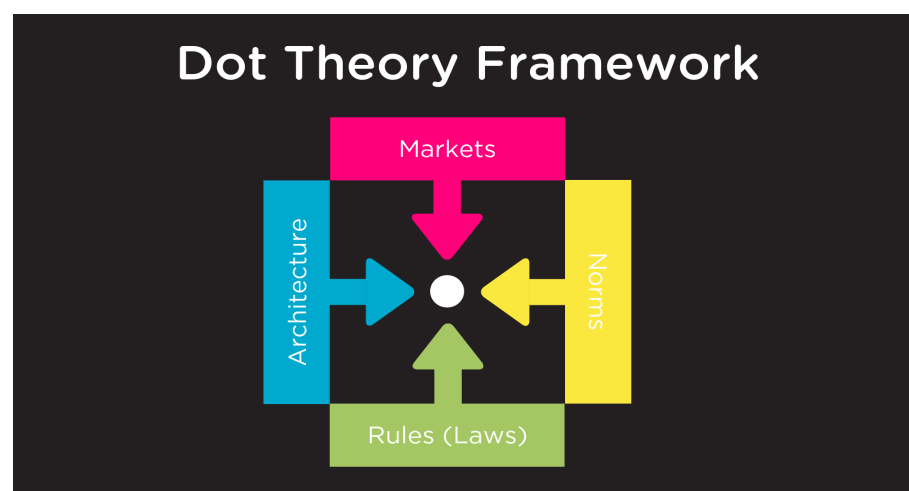 Dot Theory Framework
Markets
Architecture
Norms
Rules (Laws)